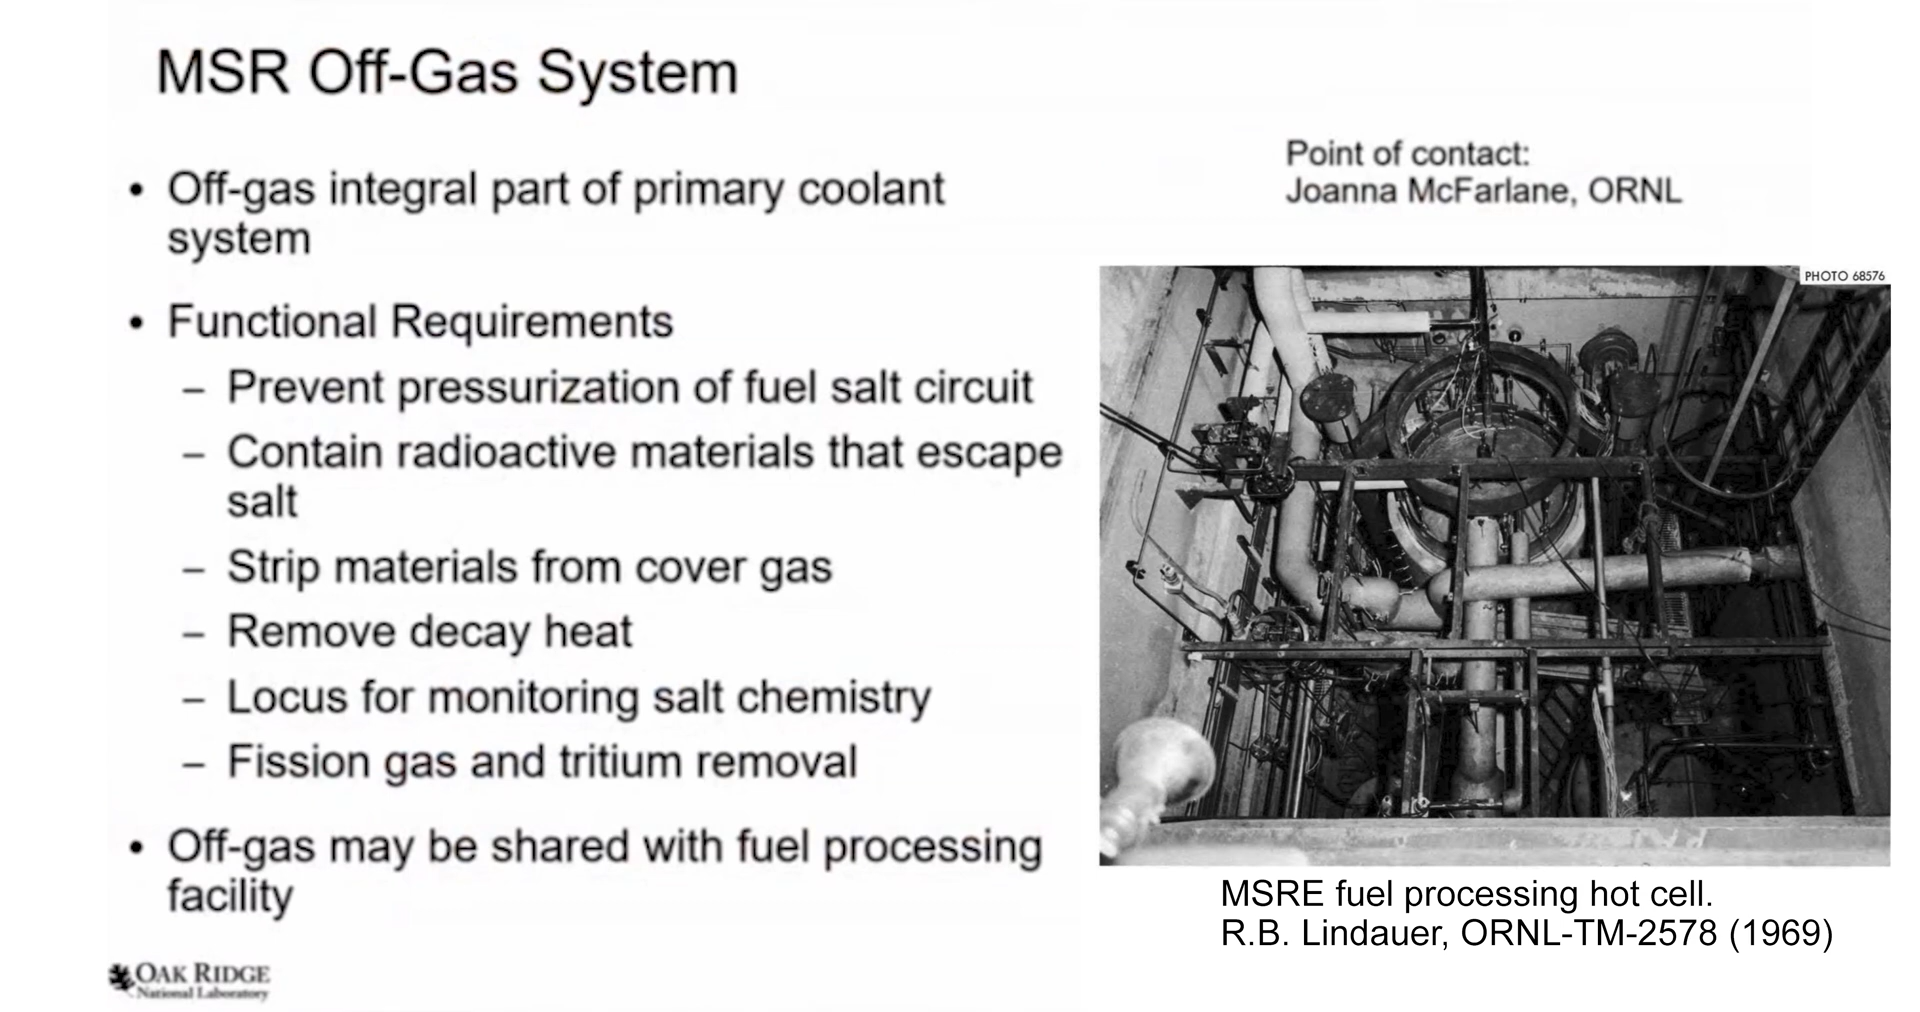 MSR Off-Gas System
• Off-gas integral part of primary coolant
system
• Functional Requirements
– Prevent pressurization of fuel salt circuit
– Contain radioactive materials that escape
salt
– Strip materials from cover gas
– Remove decay heat
– Locus for monitoring salt chemistry
– Fission gas and tritium removal
• Off-gas may be shared with fuel processing
facility
Point of contact:
Joanna McFarlane, ORNL
PHOTO 68576
MSRE fuel processing hot cell.
R.B. Lindauer, ORNL-TM-2578 (1969)
OAK RIDGE
National Laboratory